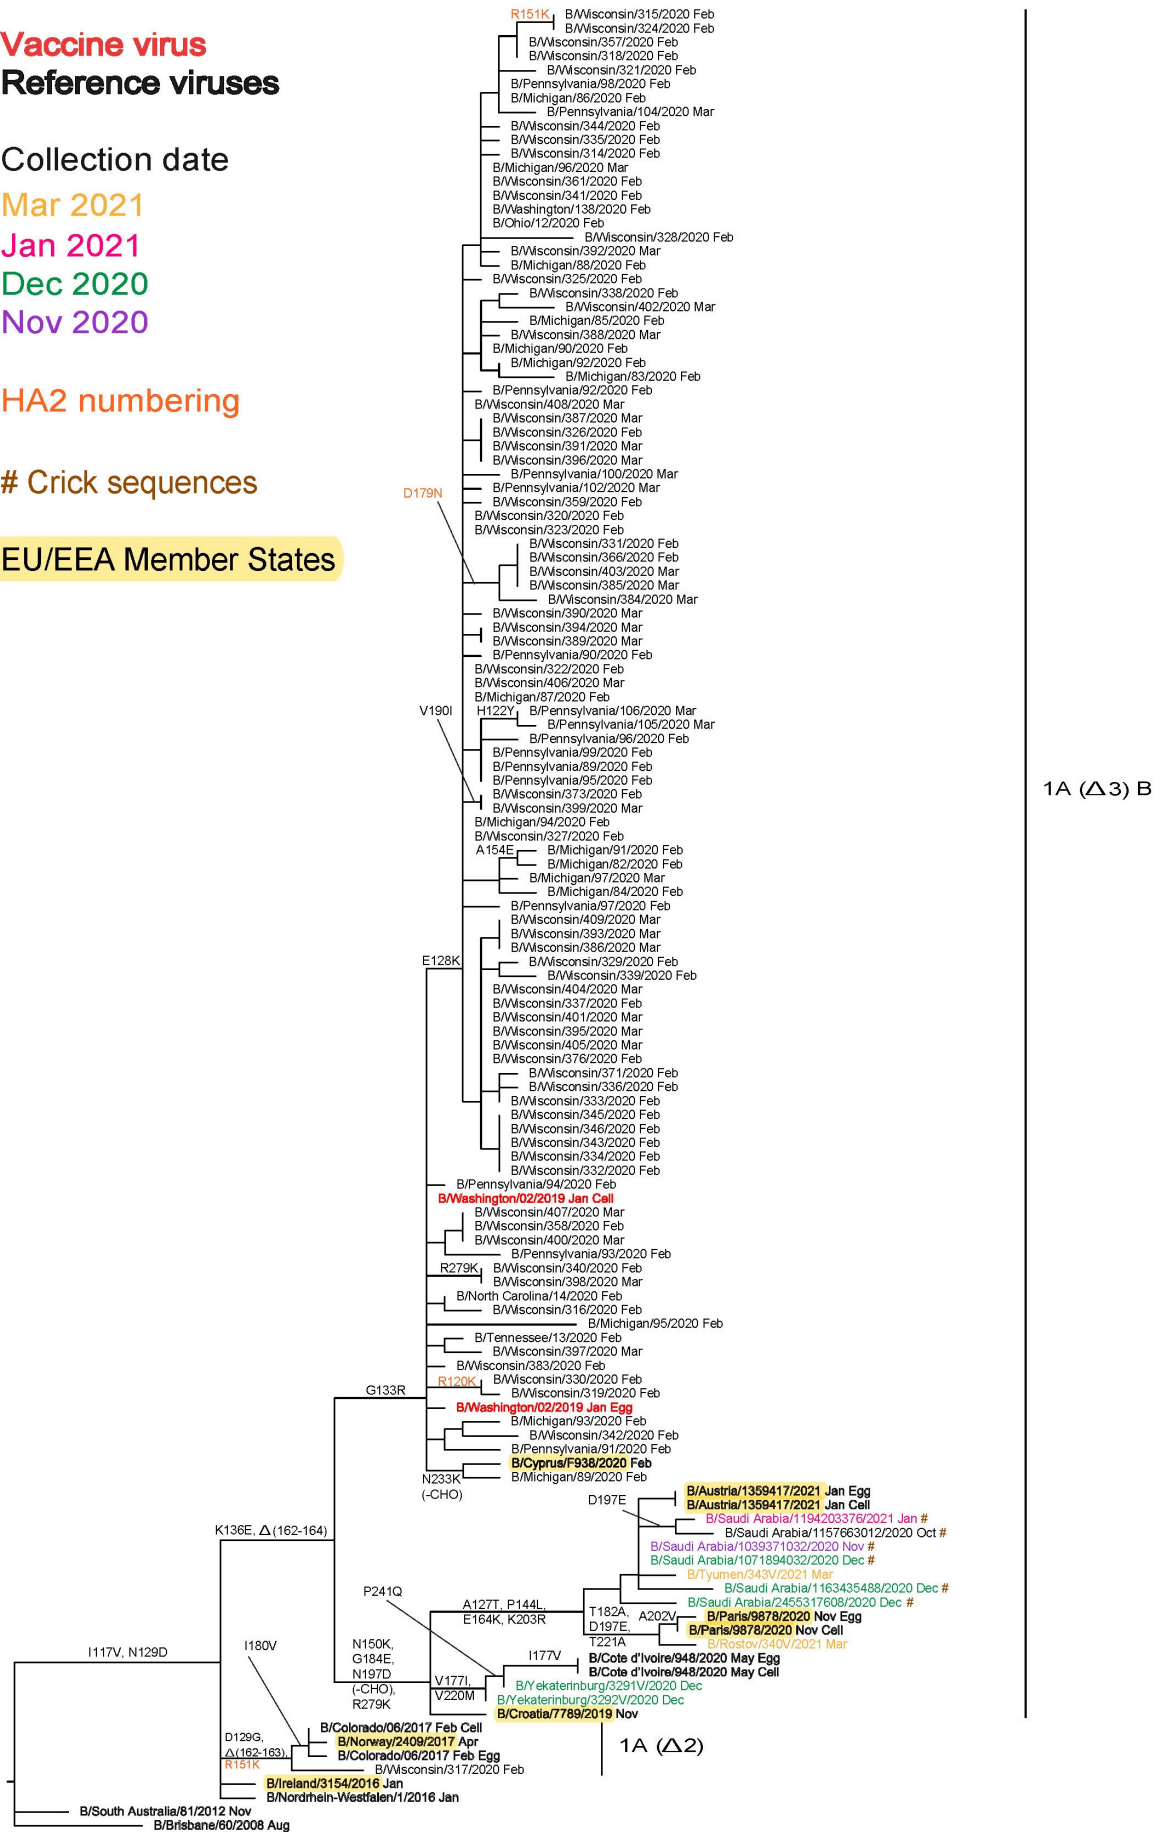 Vaccine virus
Reference viruses
Collection date
Mar 2021
Jan 2021
Dec 2020
Nov 2020
HA2 numbering
# Crick sequences
EU/EEA Member States
R151K
B/Wisconsin/315/2020 Feb
B/Wisconsin/324/2020 Feb
B/Wisconsin/357/2020 Feb
B/Wisconsin/318/2020 Feb
B/Wisconsin/321/2020 Feb
B/Pennsylvania/98/2020 Feb
B/Michigan/86/2020 Feb
B/Pennsylvania/104/2020 Mar
B/Wisconsin/344/2020 Feb
B/Wisconsin/335/2020 Feb
B/Wisconsin/314/2020 Feb
B/Michigan/96/2020 Mar
B/Wisconsin/361/2020 Feb
B/Wisconsin/341/2020 Feb
B/Washington/138/2020 Feb
B/Ohio/12/2020 Feb
B/Wisconsin/328/2020 Feb
B/Wisconsin/392/2020 Mar
B/Michigan/88/2020 Feb
B/Wisconsin/325/2020 Feb
B/Wisconsin/338/2020 Feb
B/Wisconsin/402/2020 Mar
B/Michigan/85/2020 Feb
B/Wisconsin/388/2020 Mar
B/Michigan/90/2020 Feb
B/Michigan/92/2020 Feb
B/Michigan/83/2020 Feb
B/Pennsylvania/92/2020 Feb
B/Wisconsin/408/2020 Mar
B/Wisconsin/387/2020 Mar
B/Wisconsin/326/2020 Feb
B/Wisconsin/391/2020 Mar
B/Wisconsin/396/2020 Mar
B/Pennsylvania/100/2020 Mar
B/Pennsylvania/102/2020 Mar
D179N
B/Wisconsin/359/2020 Feb
B/Wisconsin/320/2020 Feb
B/Wisconsin/323/2020 Feb
B/Wisconsin/331/2020 Feb
B/Wisconsin/366/2020 Feb
B/Wisconsin/403/2020 Mar
B/Wisconsin/385/2020 Mar
B/Wisconsin/384/2020 Mar
B/Wisconsin/390/2020 Mar
B/Wisconsin/394/2020 Mar
B/Wisconsin/389/2020 Mar
B/Pennsylvania/90/2020 Feb
B/Wisconsin/322/2020 Feb
B/Wisconsin/406/2020 Mar
B/Michigan/87/2020 Feb
V190I
H122Y
B/Pennsylvania/106/2020 Mar
B/Pennsylvania/105/2020 Mar
B/Pennsylvania/96/2020 Feb
B/Pennsylvania/99/2020 Feb
B/Pennsylvania/89/2020 Feb
B/Pennsylvania/95/2020 Feb
B/Wisconsin/373/2020 Feb
B/Wisconsin/399/2020 Mar
1A (Δ3) B
B/Michigan/94/2020 Feb
B/Wisconsin/327/2020 Feb
A154E
B/Michigan/91/2020 Feb
B/Michigan/82/2020 Feb
B/Michigan/97/2020 Mar
B/Michigan/84/2020 Feb
B/Pennsylvania/97/2020 Feb
B/Wisconsin/409/2020 Mar
B/Wisconsin/393/2020 Mar
B/Wisconsin/386/2020 Mar
E128K
B/Wisconsin/329/2020 Feb
B/Wisconsin/339/2020 Feb
B/Wisconsin/404/2020 Mar
B/Wisconsin/337/2020 Feb
B/Wisconsin/401/2020 Mar
B/Wisconsin/395/2020 Mar
B/Wisconsin/405/2020 Mar
B/Wisconsin/376/2020 Feb
B/Wisconsin/371/2020 Feb
B/Wisconsin/336/2020 Feb
B/Wisconsin/333/2020 Feb
B/Wisconsin/345/2020 Feb
B/Wisconsin/346/2020 Feb
B/Wisconsin/343/2020 Feb
B/Wisconsin/334/2020 Feb
B/Wisconsin/332/2020 Feb
B/Pennsylvania/94/2020 Feb
B/Washington/02/2019 Jan Cell
B/Wisconsin/407/2020 Mar
B/Wisconsin/358/2020 Feb
B/Wisconsin/400/2020 Mar
B/Pennsylvania/93/2020 Feb
R279K
B/Wisconsin/340/2020 Feb
B/Wisconsin/398/2020 Mar
B/North Carolina/14/2020 Feb
B/Wisconsin/316/2020 Feb
B/Michigan/95/2020 Feb
B/Tennessee/13/2020 Feb
B/Wisconsin/397/2020 Mar
B/Wisconsin/383/2020 Feb
R120K
B/Wisconsin/330/2020 Feb
B/Wisconsin/319/2020 Feb
G133R
B/Washington/02/2019 Jan Egg
B/Michigan/93/2020 Feb
B/Wisconsin/342/2020 Feb
B/Pennsylvania/91/2020 Feb
B/Cyprus/F938/2020 Feb
B/Michigan/89/2020 Feb
N233K
(-CHO)
B/Austria/1359417/2021 Jan Egg
D197E
B/Austria/1359417/2021 Jan Cell
B/Saudi Arabia/1194203376/2021 Jan #
K136E, Δ(162-164)
B/Saudi Arabia/1157663012/2020 Oct #
B/Saudi Arabia/1039371032/2020 Nov #
B/Saudi Arabia/1071894032/2020 Dec #
B/Tyumen/343V/2021 Mar
P241Q
B/Saudi Arabia/1163435488/2020 Dec #
B/Saudi Arabia/2455317608/2020 Dec #
A127T, P144L,
E164K, K203R
T182A,
D197E,
T221A
A202V
B/Paris/9878/2020 Nov Egg
B/Paris/9878/2020 Nov Cell
B/Rostov/340V/2021 Mar
I117V, N129D
I180V
N150K,
G184E,
N197D
(-CHO),
R279K
I177V
B/Cote d'Ivoire/948/2020 May Egg
B/Cote d'Ivoire/948/2020 May Cell
V177I,
V220M
B/Yekaterinburg/3291V/2020 Dec
B/Yekaterinburg/3292V/2020 Dec
B/Croatia/7789/2019 Nov
B/Colorado/06/2017 Feb Cell
D129G,
Δ(162-163),
R151K
B/Norway/2409/2017 Apr
B/Colorado/06/2017 Feb Egg
1A (Δ2)
B/Wisconsin/317/2020 Feb
B/Ireland/3154/2016 Jan
B/Nordrhein-Westfalen/1/2016 Jan
B/South Australia/81/2012 Nov
B/Brisbane/60/2008 Aug